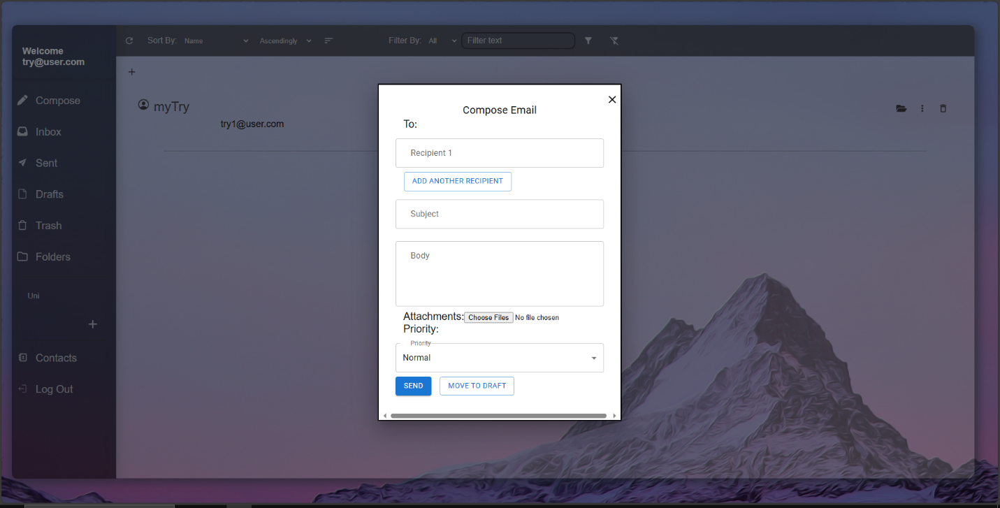 Welcome
try@user.com
Compose
Inbox
Sent
Drafts
Trash
Folders
Uni
Contacts
Log Out
Sort By: Name Ascendingly Filter By: All Filter text
myTry
try1@user.com
Compose Email
To:
Recipient 1
ADD ANOTHER RECIPIENT
Subject
Body
Attachments: Choose Files No file chosen
Priority:
Priority
Normal
SEND MOVE TO DRAFT